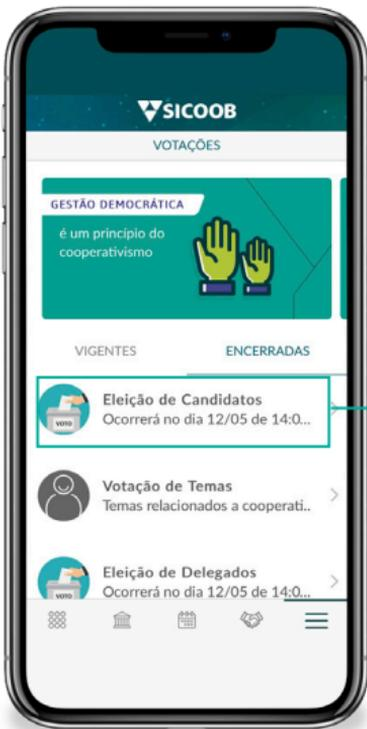 SICOOB
VOTAÇÕES
GESTÃO DEMOCRÁTICA
é um princípio do
cooperativismo
VIGENTES ENCERRADAS
Eleição de Candidatos
Ocorrerá no dia 12/05 de 14:0...
VOTO
Votação de Temas
Temas relacionados a cooperati..
Eleição de Delegados
Ocorrerá no dia 12/05 de 14:0...
VOTO